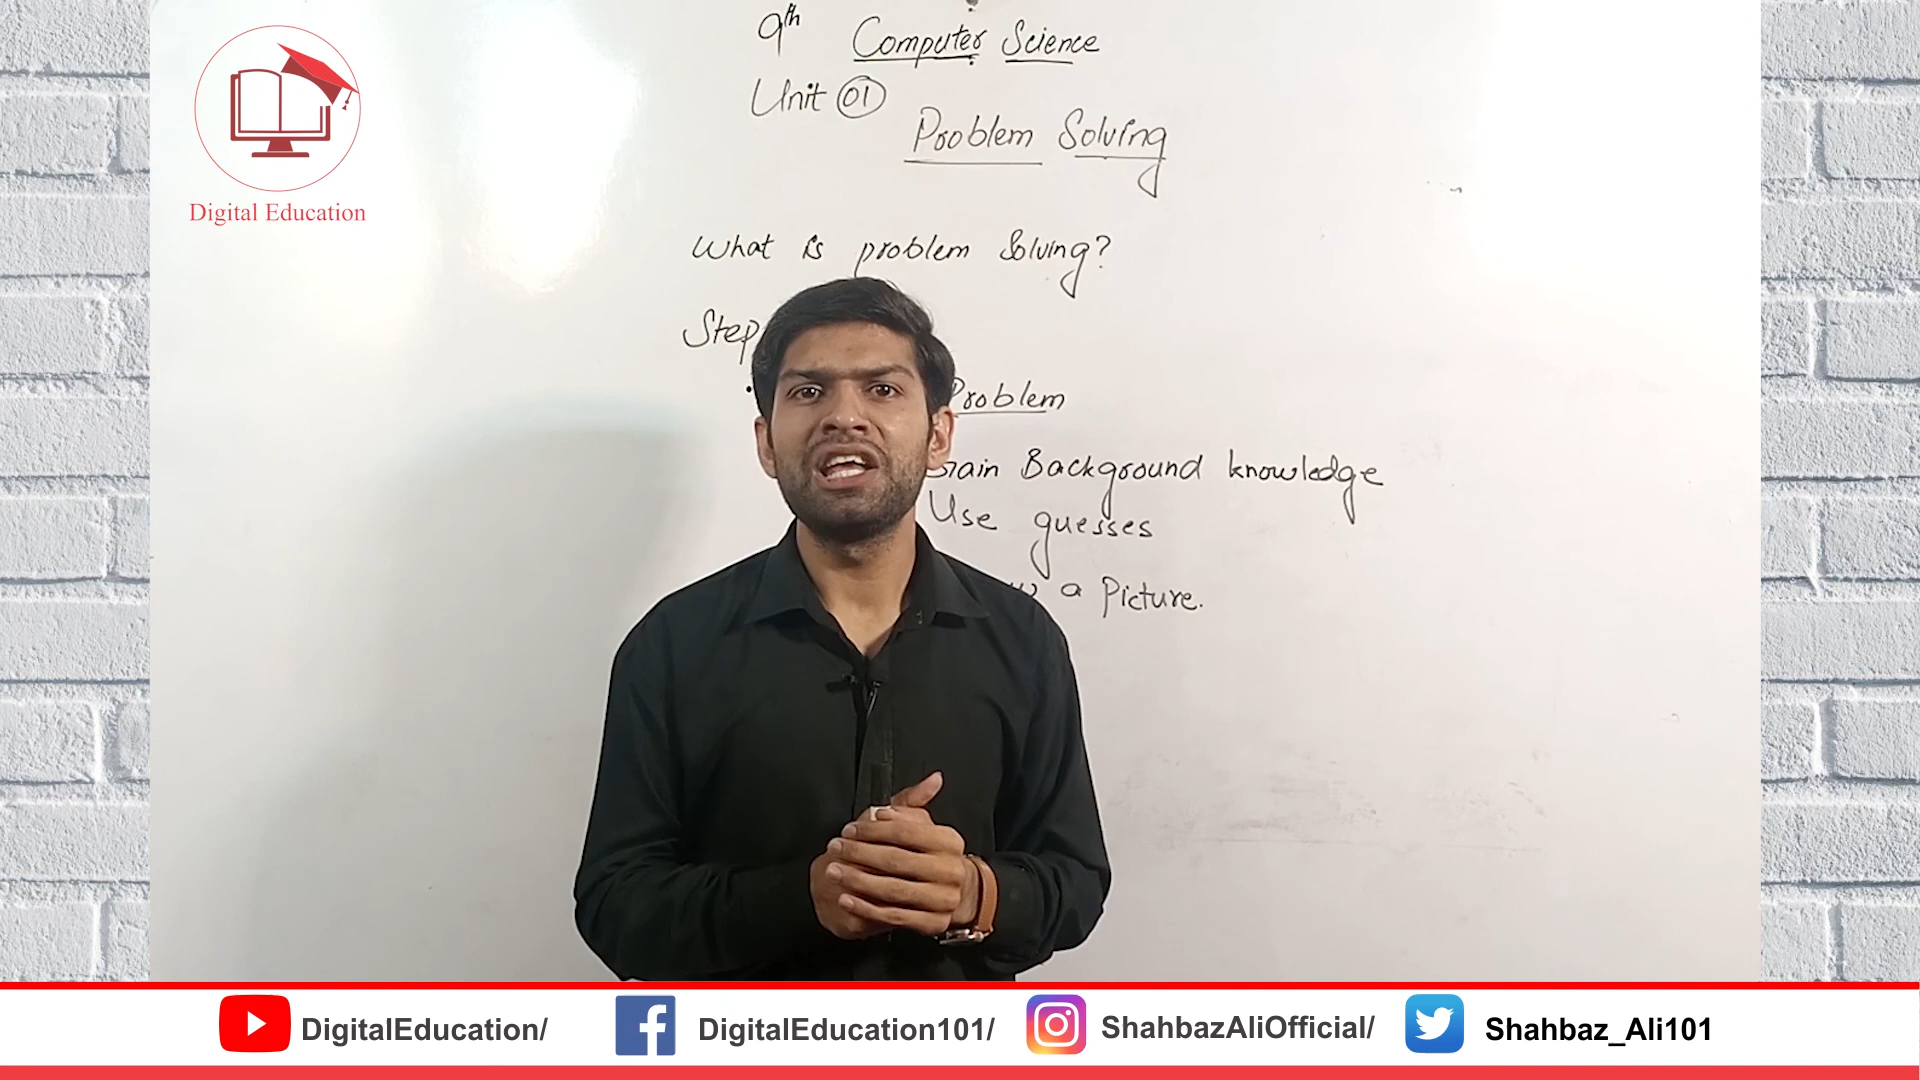 Digital Education
9th Computer Science
Unit 01
Problem Solving
What is problem Solving?
Step
Problem
Background knowledge
Use guesses
a Picture.
DigitalEducation/
DigitalEducation101/
ShahbazAliOfficial/
Shahbaz_Ali101